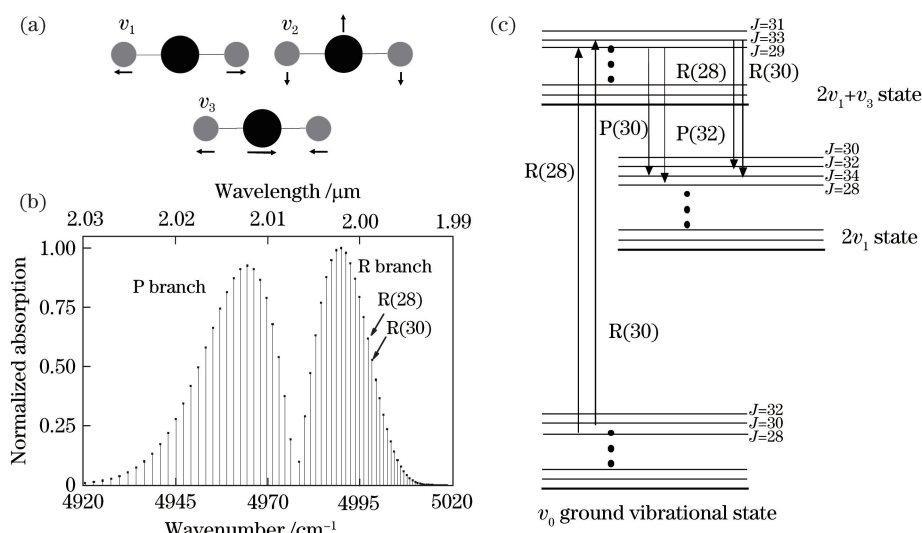 (a)
v₁
v₂
v₃
(b)
Wavelength /μm
2.03 2.02 2.01 2.00 1.99
Normalized absorption
1.00
0.75
0.50
0.25
0
P branch
R branch
R(28)
R(30)
4920 4945 4970 4995 5020
Wavenumber /cm⁻¹
(c)
J=31
J=33
J=29
R(28) R(30)
2v₁+v₃ state
P(30) P(32)
R(28)
J=30
J=32
J=34
J=28
2v₁ state
R(30)
J=32
J=30
J=28
v₀ ground vibrational state